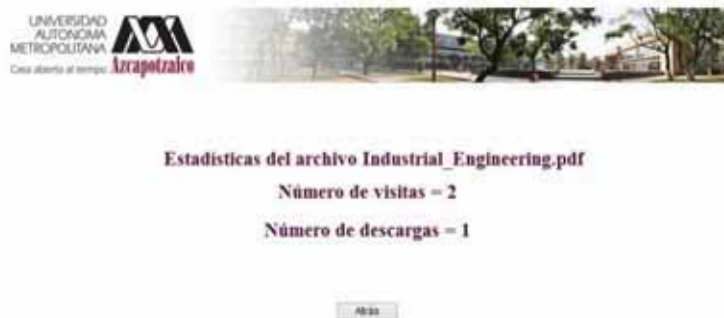 UNIVERSIDAD
AUTONOMA
METROPOLITANA
Casa abierta al tiempo Azcapotzalco
Estadísticas del archivo Industrial_Engineering.pdf
Número de visitas = 2
Número de descargas = 1
Atrás